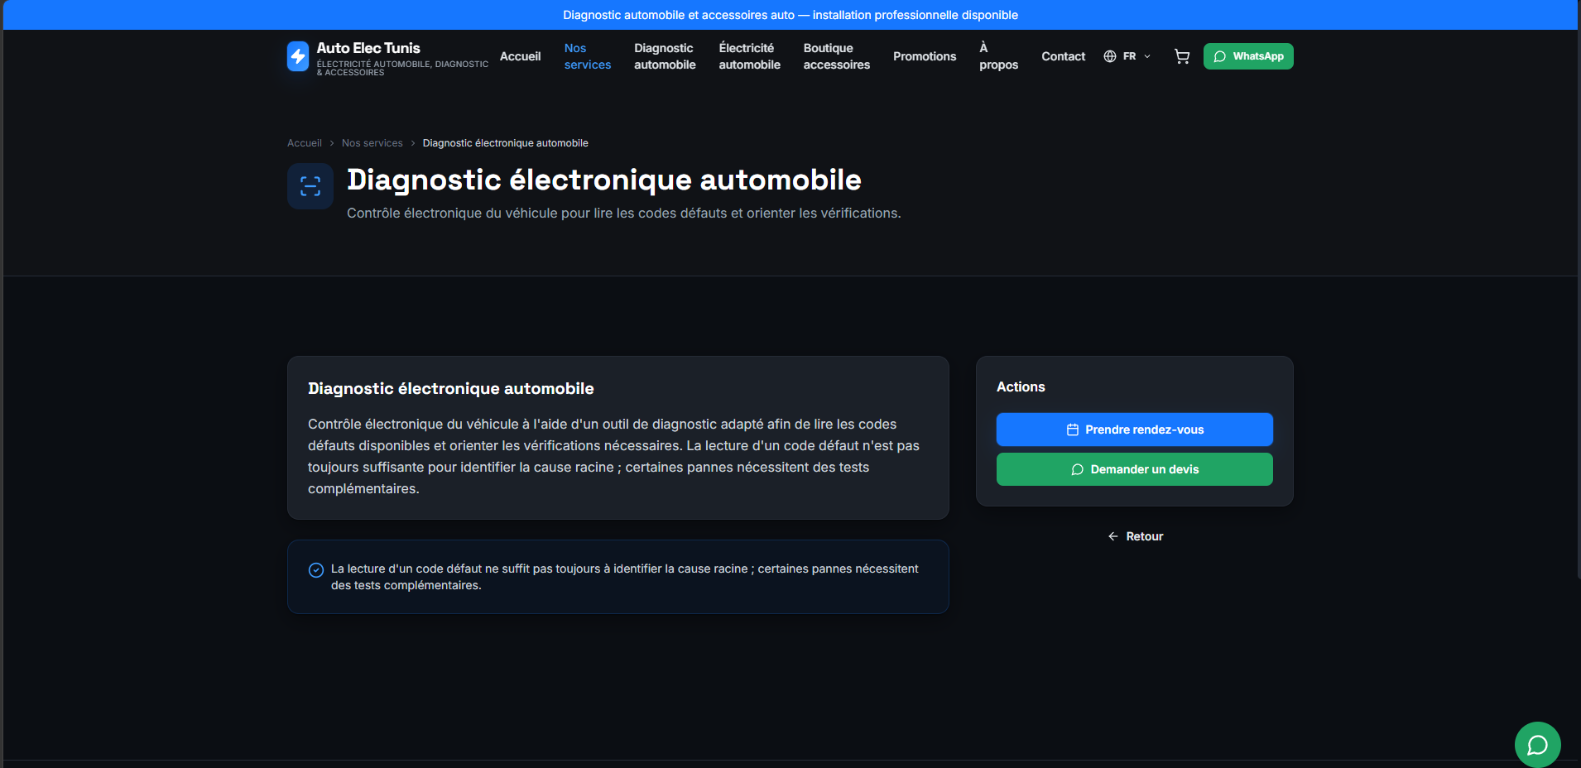 Diagnostic automobile et accessoires auto — installation professionnelle disponible
Auto Elec Tunis
ÉLECTRICITÉ AUTOMOBILE, DIAGNOSTIC
& ACCESSOIRES
Accueil
Nos
services
Diagnostic
automobile
Électricité
automobile
Boutique
accessoires
Promotions
À
propos
Contact
FR
WhatsApp
Accueil > Nos services > Diagnostic électronique automobile
Diagnostic électronique automobile
Contrôle électronique du véhicule pour lire les codes défauts et orienter les vérifications.
Diagnostic électronique automobile
Contrôle électronique du véhicule à l'aide d'un outil de diagnostic adapté afin de lire les codes
défauts disponibles et orienter les vérifications nécessaires. La lecture d'un code défaut n'est pas
toujours suffisante pour identifier la cause racine ; certaines pannes nécessitent des tests
complémentaires.
La lecture d'un code défaut ne suffit pas toujours à identifier la cause racine ; certaines pannes nécessitent
des tests complémentaires.
Actions
Prendre rendez-vous
Demander un devis
← Retour